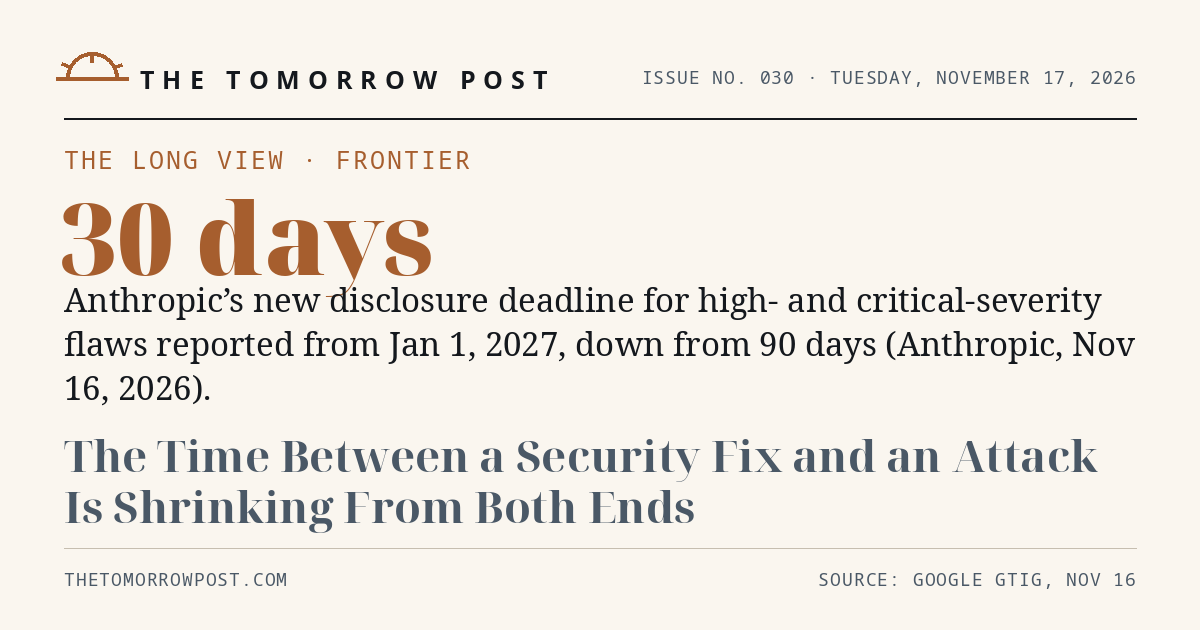 THE TOMORROW POST
ISSUE NO. 030 · TUESDAY, NOVEMBER 17, 2026
THE LONG VIEW · FRONTIER
30 days
Anthropic’s new disclosure deadline for high- and critical-severity
flaws reported from Jan 1, 2027, down from 90 days (Anthropic, Nov
16, 2026).
The Time Between a Security Fix and an Attack
Is Shrinking From Both Ends
THETOMORROWPOST.COM
SOURCE: GOOGLE GTIG, NOV 16